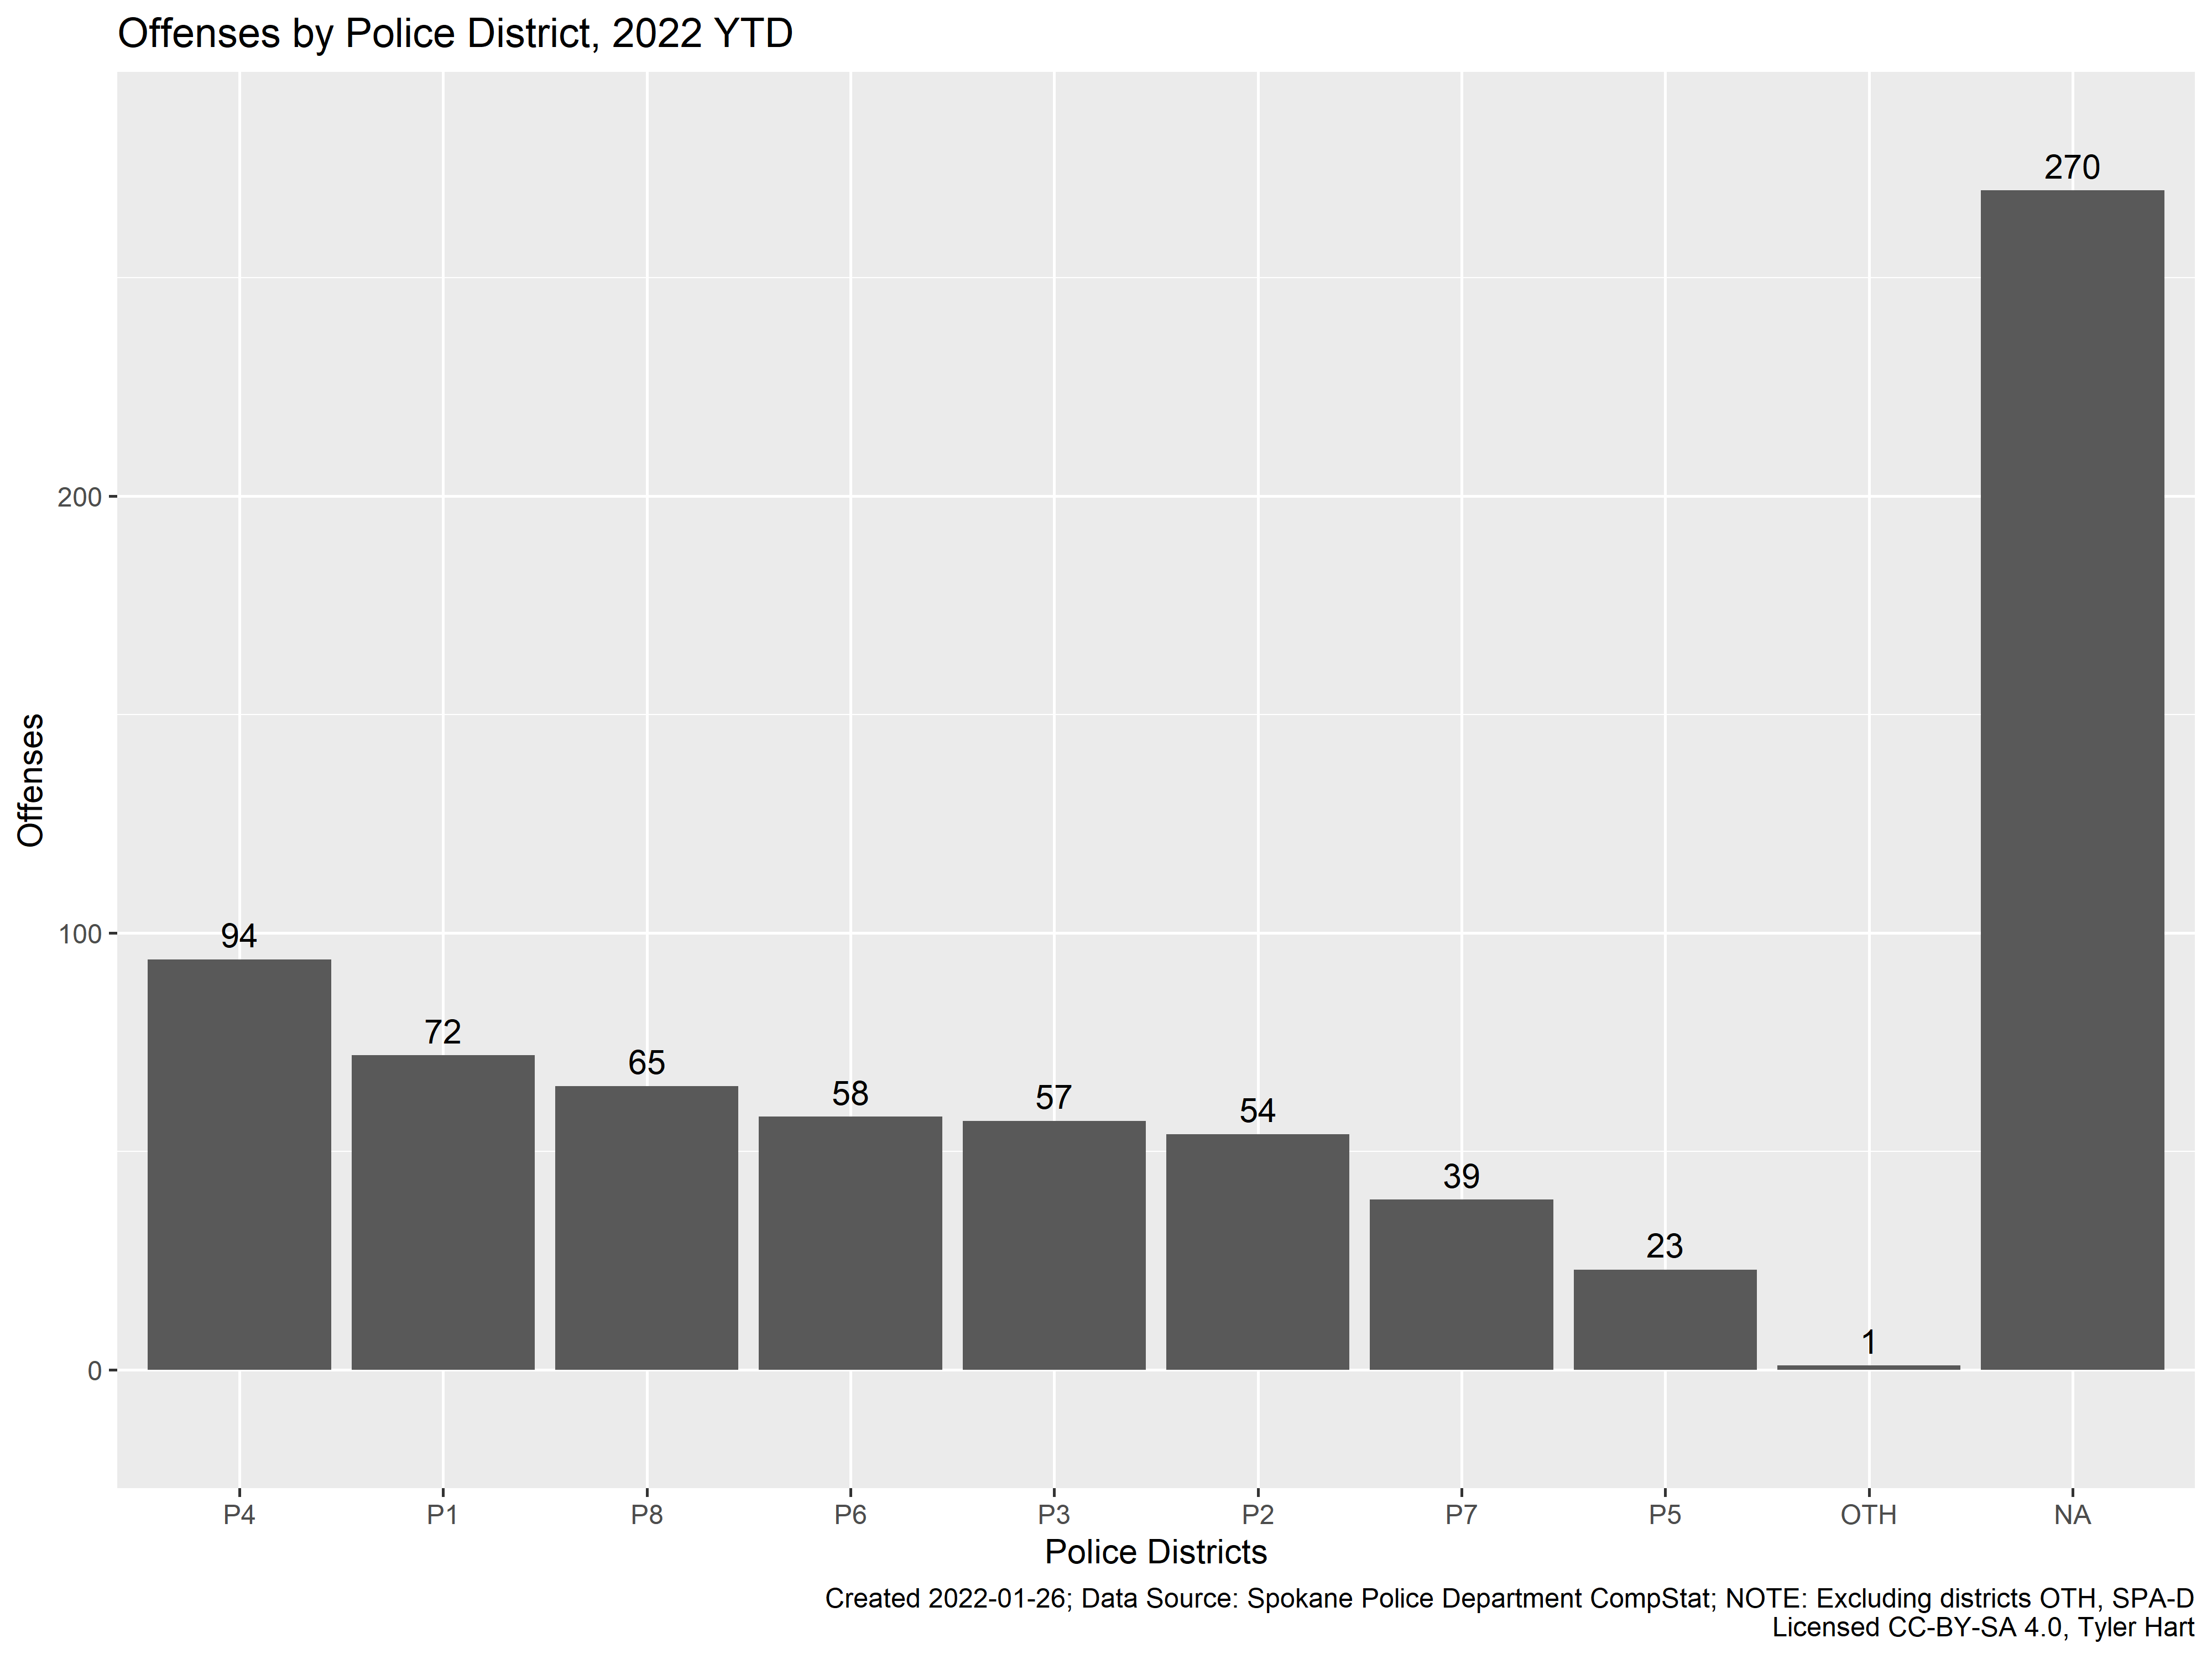 Offenses by Police District, 2022 YTD
270
200
Offenses
100
94
72
65
58
57
54
39
23
1
0
P4 P1 P8 P6 P3 P2 P7 P5 OTH NA
Police Districts
Created 2022-01-26; Data Source: Spokane Police Department CompStat; NOTE: Excluding districts OTH, SPA-D
Licensed CC-BY-SA 4.0, Tyler Hart